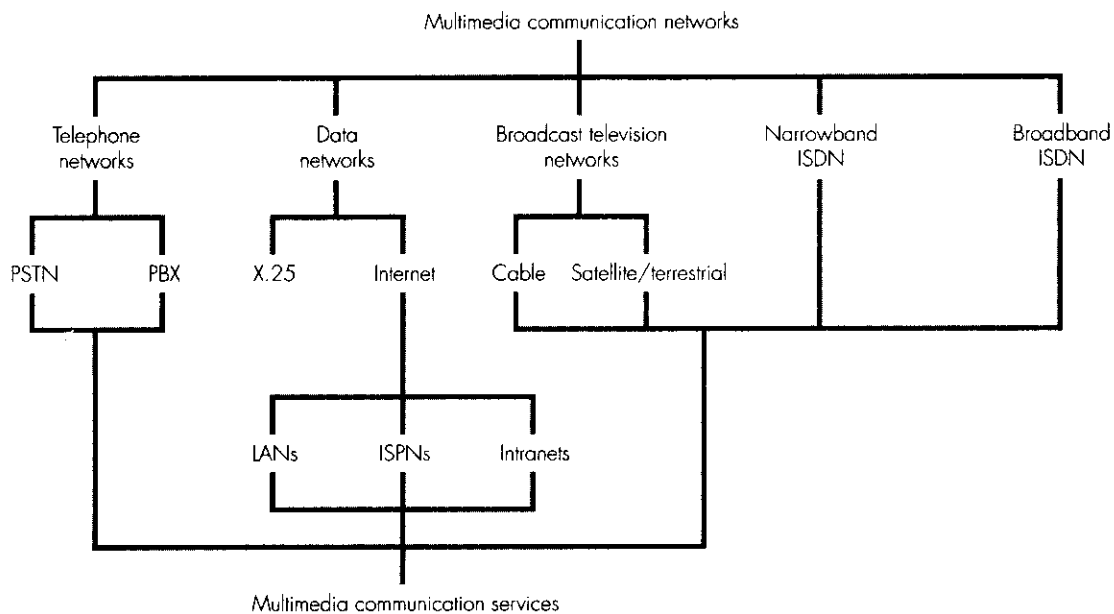 Multimedia communication networks
Telephone
networks
Data
networks
Broadcast television
networks
Narrowband
ISDN
Broadband
ISDN
PSTN
PBX
X.25
Internet
Cable
Satellite/terrestrial
LANs
ISPNs
Intranets
Multimedia communication services